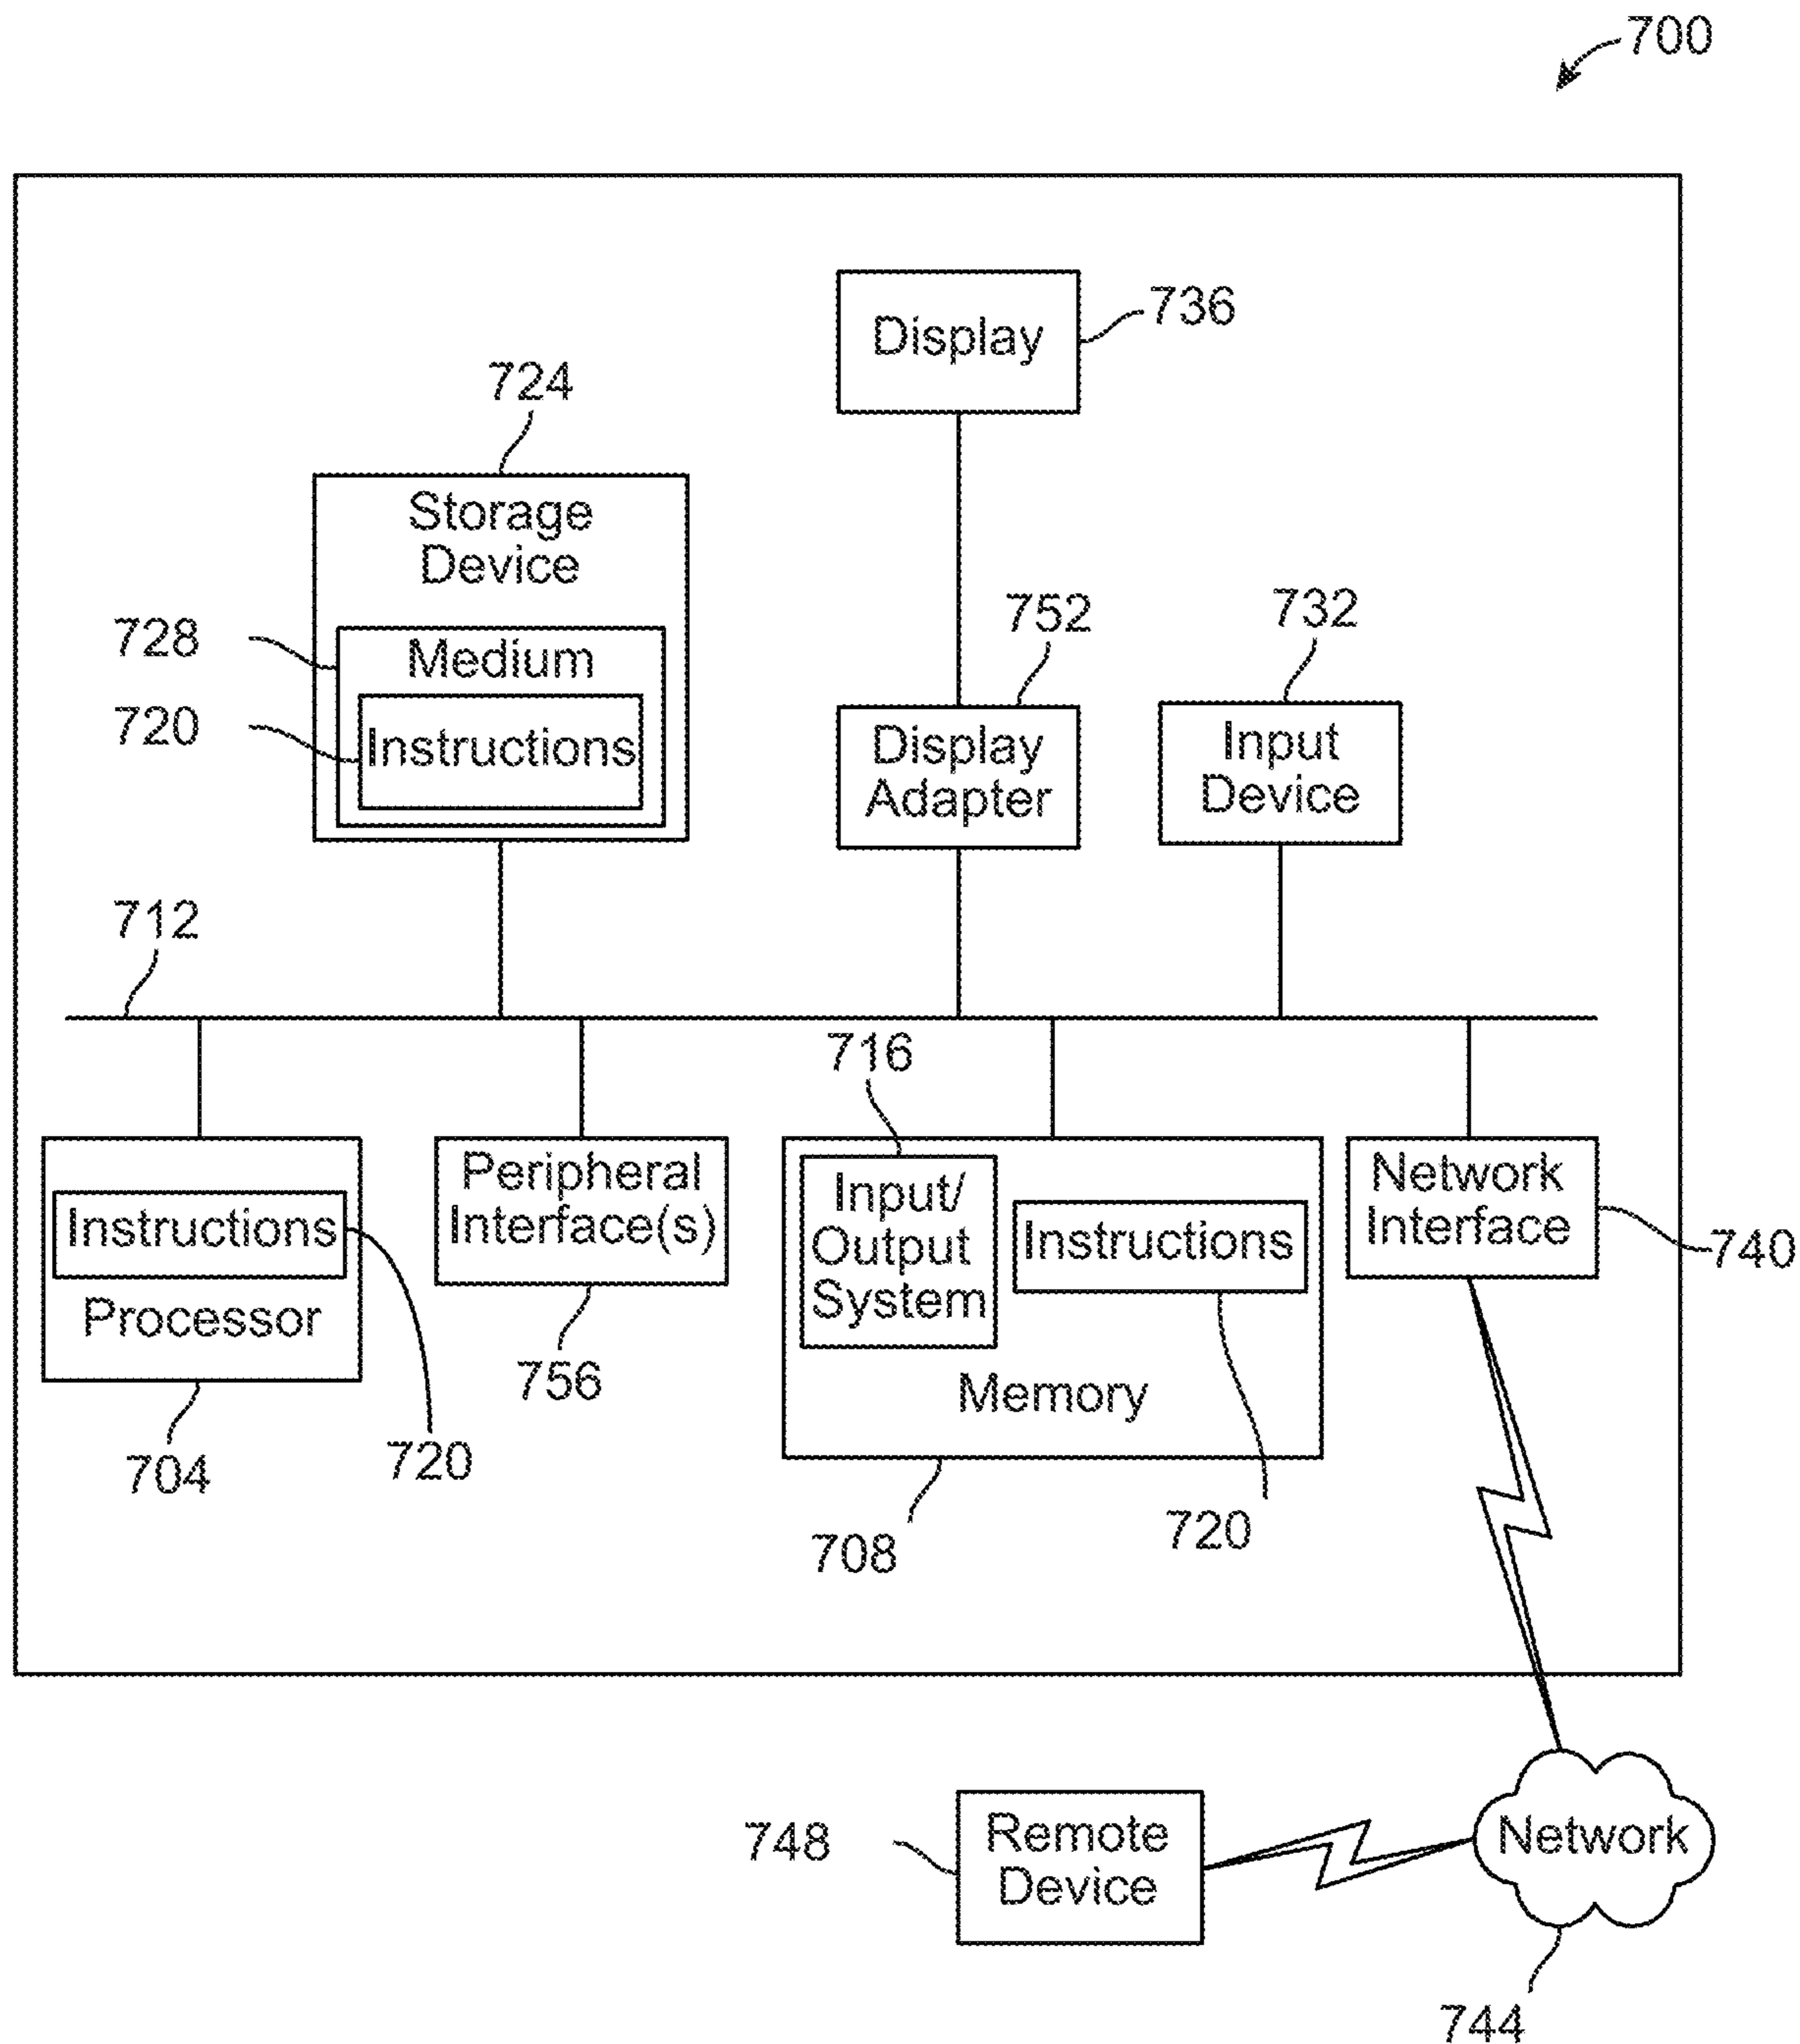 700
Display
736
724
Storage
Device
728
Medium
720
Instructions
752
Display
Adapter
732
Input
Device
712
716
Instructions
Processor
704
720
Peripheral
Interface(s)
756
Input/
Output
System
Instructions
Memory
708
720
Network
Interface
740
748
Remote
Device
Network
744